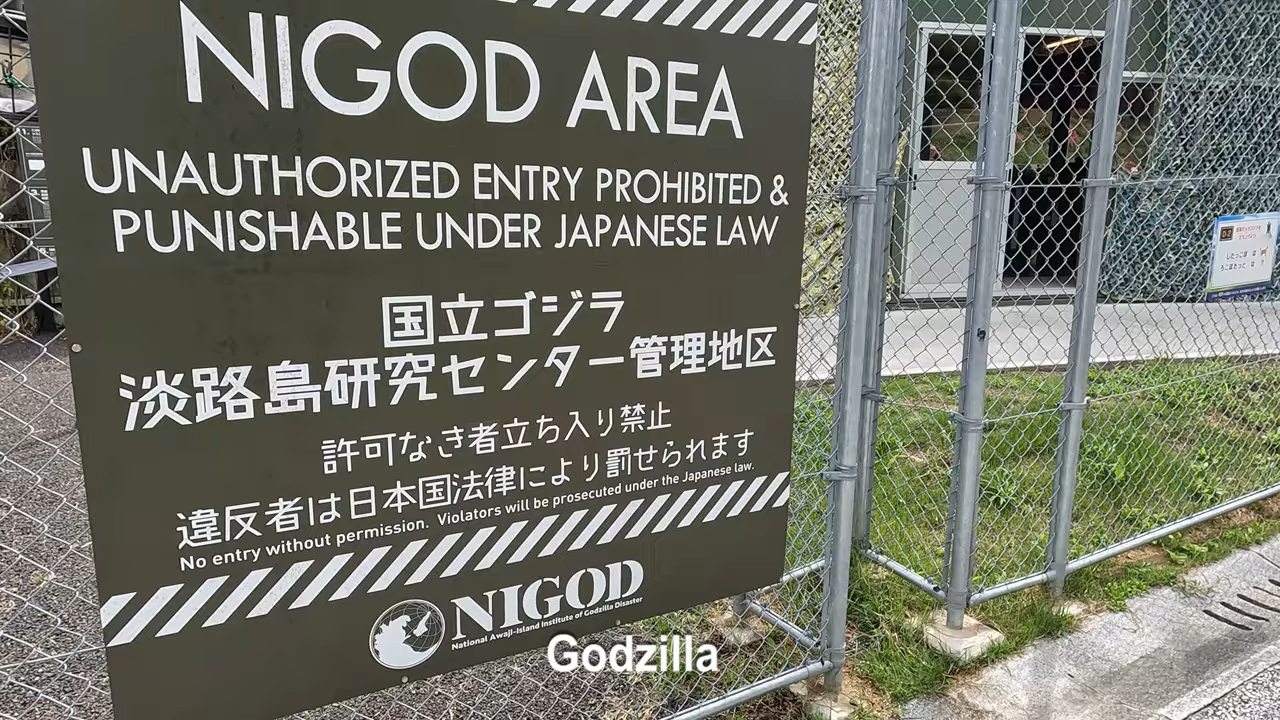 NIGOD AREA
UNAUTHORIZED ENTRY PROHIBITED &
PUNISHABLE UNDER JAPANESE LAW
国立ゴジラ
淡路島研究センター管理地区
許可なき者立ち入り禁止
違反者は日本国法律により罰せられます
No entry without permission. Violators will be prosecuted under the Japanese law.
NIGOD
National Awaji-Island Institute of Godzilla Disaster
Godzilla